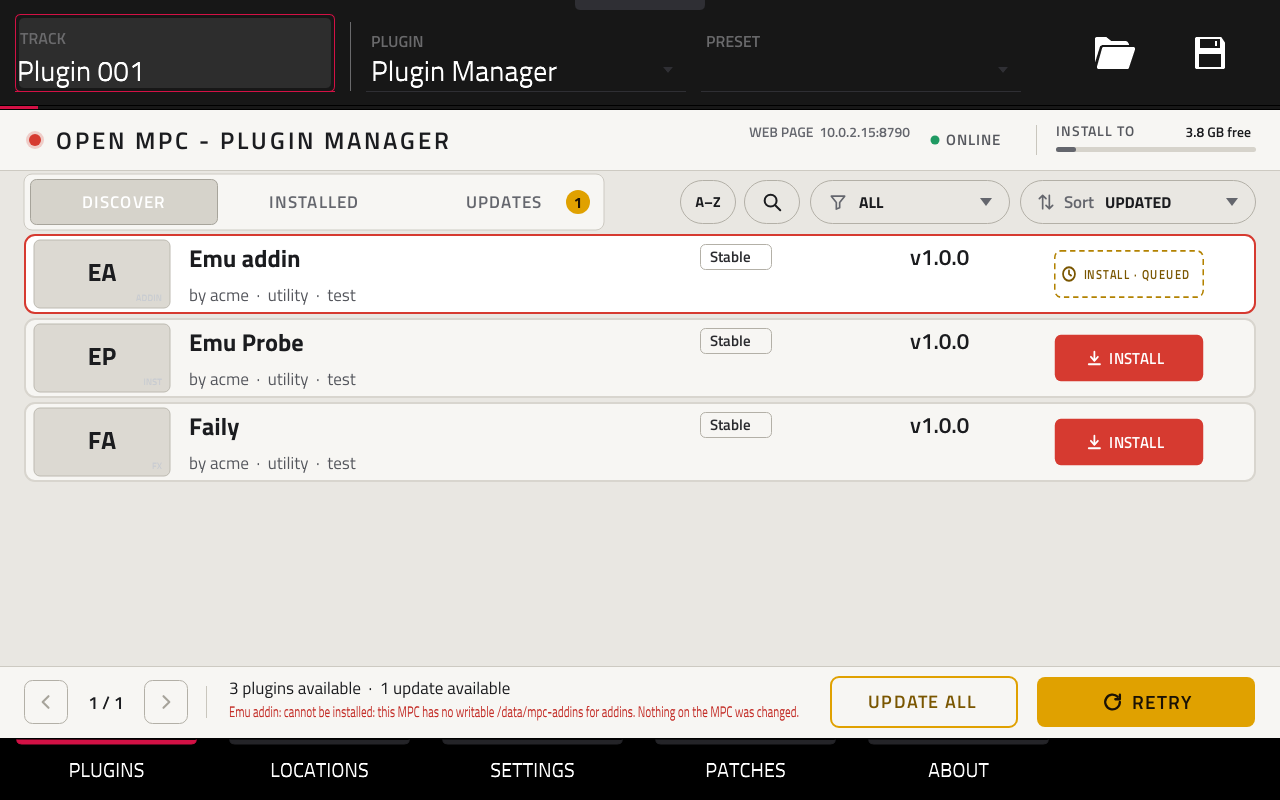 TRACK
Plugin 001
PLUGIN
Plugin Manager
PRESET
OPEN MPC - PLUGIN MANAGER
WEB PAGE 10.0.2.15:8790
ONLINE
INSTALL TO
3.8 GB free
DISCOVER
INSTALLED
UPDATES
1
A–Z
ALL
Sort UPDATED
EA
ADDIN
Emu addin
by acme · utility · test
Stable
v1.0.0
INSTALL · QUEUED
EP
INST
Emu Probe
by acme · utility · test
Stable
v1.0.0
INSTALL
FA
FX
Faily
by acme · utility · test
Stable
v1.0.0
INSTALL
1 / 1
3 plugins available · 1 update available
Emu addin: cannot be installed: this MPC has no writable /data/mpc-addins for addins. Nothing on the MPC was changed.
UPDATE ALL
RETRY
PLUGINS
LOCATIONS
SETTINGS
PATCHES
ABOUT